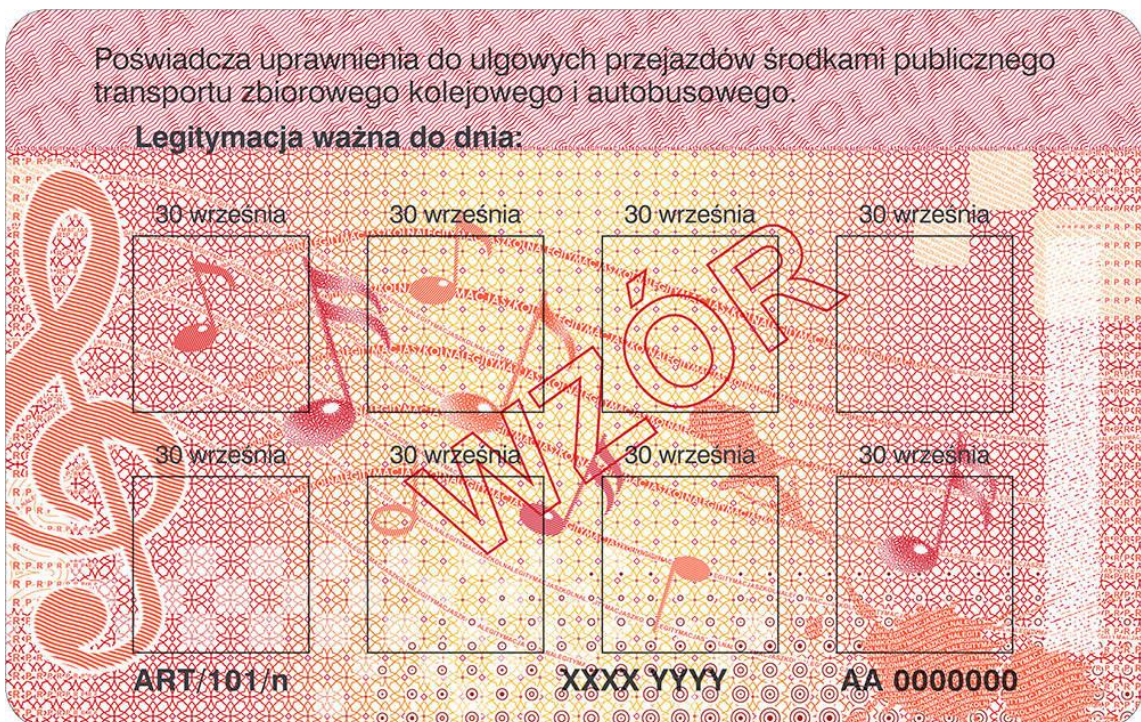 Poświadcza uprawnienia do ulgowych przejazdów środkami publicznego
transportu zbiorowego kolejowego i autobusowego.
Legitymacja ważna do dnia:
30 września 30 września 30 września 30 września
WZÓR
30 września 30 września 30 września 30 września
ART/101/n XXXX YYYY AA 0000000